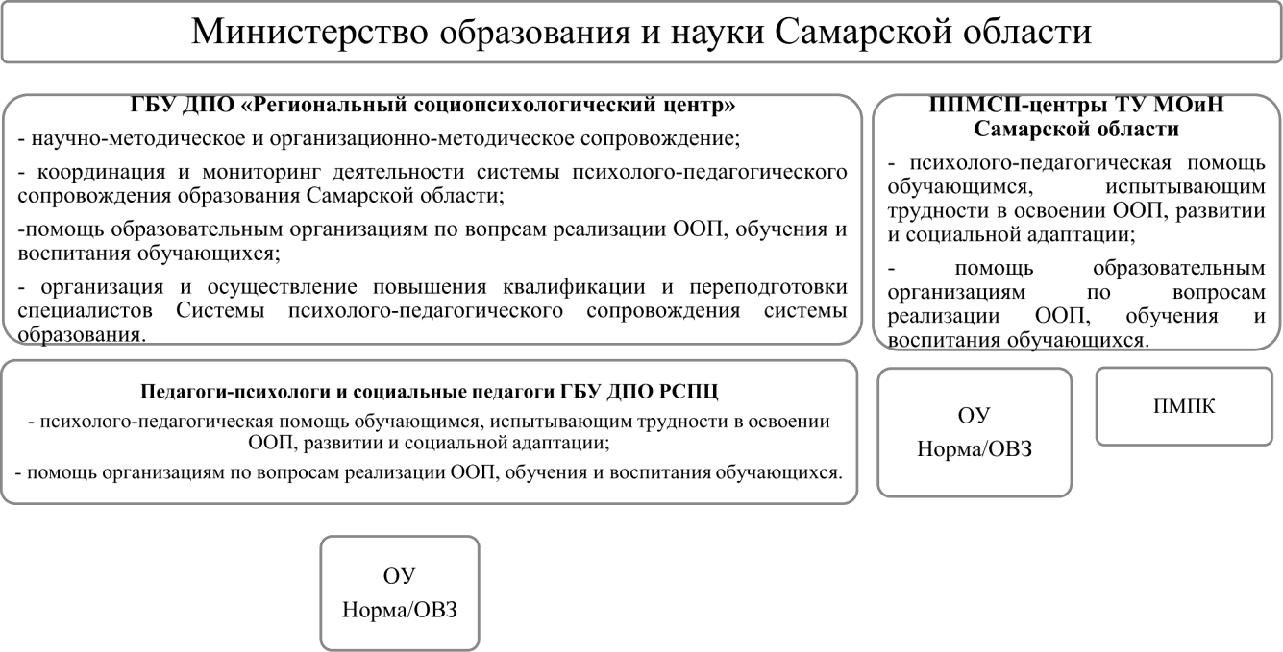 Министерство образования и науки Самарской области
ГБУ ДПО «Региональный социопсихологический центр»
- научно-методическое и организационно-методическое сопровождение;
- координация и мониторинг деятельности системы психолого-педагогического
сопровождения образования Самарской области;
-помощь образовательным организациям по вопрсам реализации ООП, обучения и
воспитания обучающихся;
- организация и осуществление повышения квалификации и переподготовки
специалистов Системы психолого-педагогического сопровождения системы
образования.
ППМСП-центры ТУ МОиН
Самарской области
- психолого-педагогическая помощь
обучающимся, испытывающим
трудности в освоении ООП, развитии
и социальной адаптации;
- помощь образовательным
организациям по вопросам
реализации ООП, обучения и
воспитания обучающихся.
Педагоги-психологи и социальные педагоги ГБУ ДПО РСПЦ
- психолого-педагогическая помощь обучающимся, испытывающим трудности в освоении
ООП, развитии и социальной адаптации;
- помощь организациям по вопросам реализации ООП, обучения и воспитания обучающихся.
ОУ
Норма/ОВЗ
ПМПК
ОУ
Норма/ОВЗ